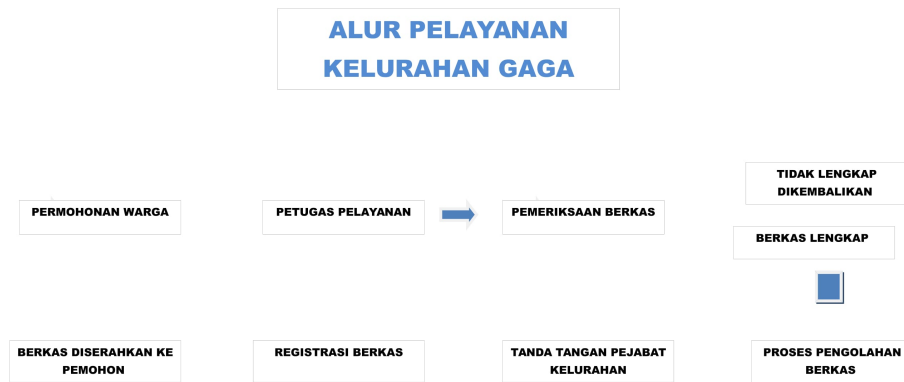 ALUR PELAYANAN
KELURAHAN GAGA
PERMOHONAN WARGA
PETUGAS PELAYANAN
PEMERIKSAAN BERKAS
TIDAK LENGKAP
DIKEMBALIKAN
BERKAS LENGKAP
BERKAS DISERAHKAN KE
PEMOHON
REGISTRASI BERKAS
TANDA TANGAN PEJABAT
KELURAHAN
PROSES PENGOLAHAN
BERKAS